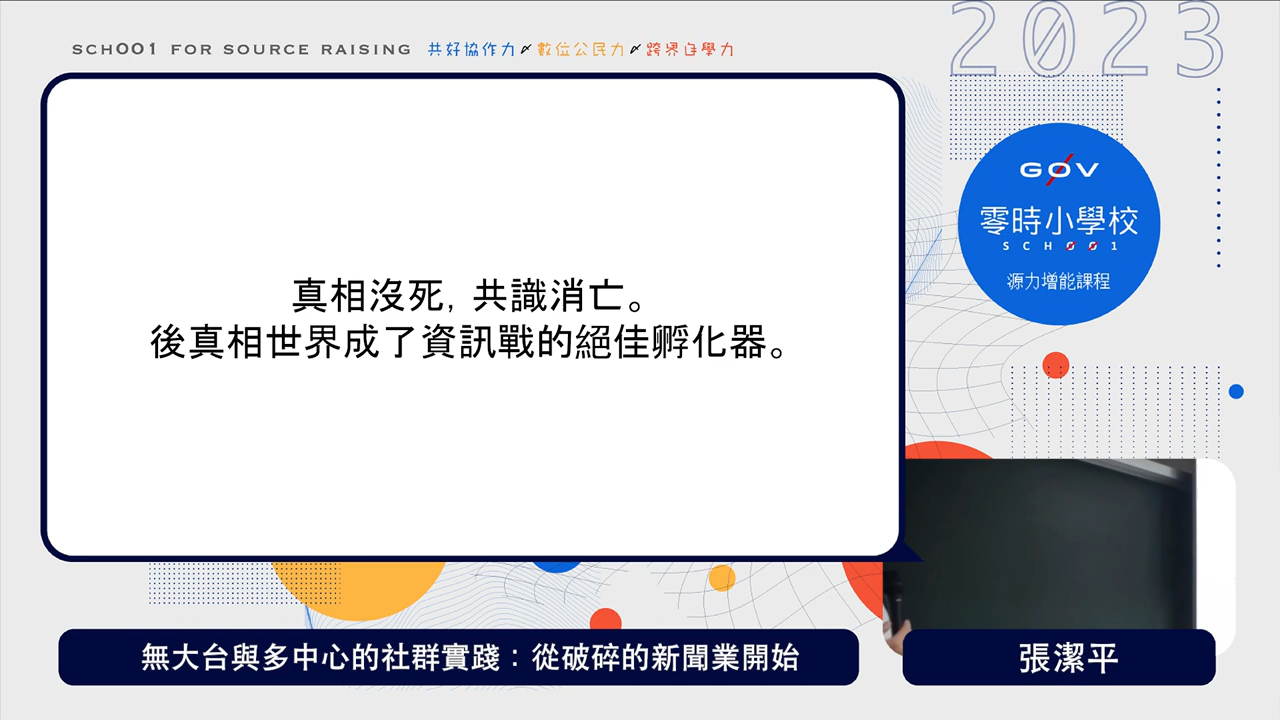 SCHOO1 FOR SOURCE RAISING 共好協作力 數位公民力 跨界自學力
2023
GØV
零時小學校
SCHØØ1
源力增能課程
真相沒死，共識消亡。
後真相世界成了資訊戰的絕佳孵化器。
無大台與多中心的社群實踐：從破碎的新聞業開始
張潔平